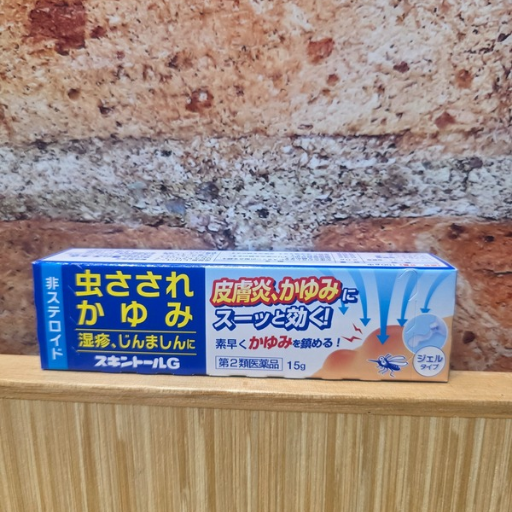 非ステロイド
虫さされ
かゆみ
湿疹、じんましんに
スキントールG
皮膚炎、かゆみに
スーッと効く!
素早くかゆみを鎮める!
第2類医薬品 15g
ジェル
タイプ